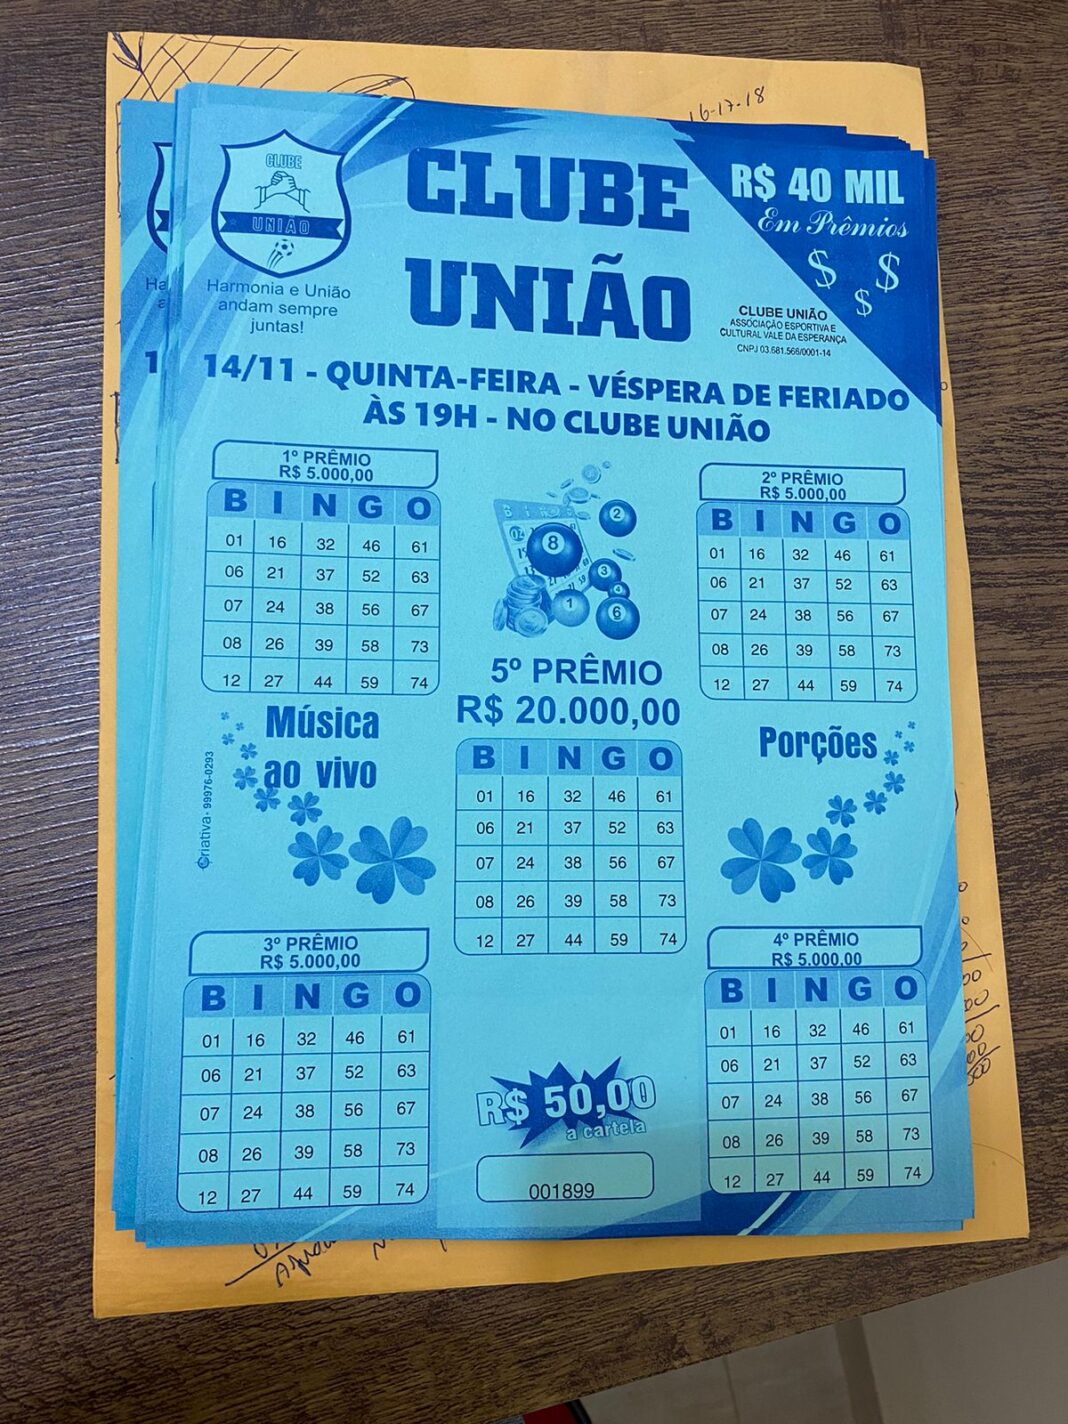 16-17-18
CLUBE
UNIÃO
Harmonia e União
andam sempre
juntas!
CLUBE
UNIÃO
R$ 40 MIL
Em Prêmios
$ $ $
CLUBE UNIÃO
ASSOCIAÇÃO ESPORTIVA E
CULTURAL VALE DA ESPERANÇA
CNPJ 03.681.566/0001-14
14/11 - QUINTA-FEIRA - VÉSPERA DE FERIADO
ÀS 19H - NO CLUBE UNIÃO
1º PRÊMIO
R$ 5.000,00
B I N G O
01 16 32 46 61
06 21 37 52 63
07 24 38 56 67
08 26 39 58 73
12 27 44 59 74
2º PRÊMIO
R$ 5.000,00
B I N G O
01 16 32 46 61
06 21 37 52 63
07 24 38 56 67
08 26 39 58 73
12 27 44 59 74
8
2
3
4
1
6
5º PRÊMIO
R$ 20.000,00
B I N G O
01 16 32 46 61
06 21 37 52 63
07 24 38 56 67
08 26 39 58 73
12 27 44 59 74
Música
ao vivo
Porções
Criativa - 99976-0293
3º PRÊMIO
R$ 5.000,00
B I N G O
01 16 32 46 61
06 21 37 52 63
07 24 38 56 67
08 26 39 58 73
12 27 44 59 74
4º PRÊMIO
R$ 5.000,00
B I N G O
01 16 32 46 61
06 21 37 52 63
07 24 38 56 67
08 26 39 58 73
12 27 44 59 74
R$ 50,00
a cartela
001899